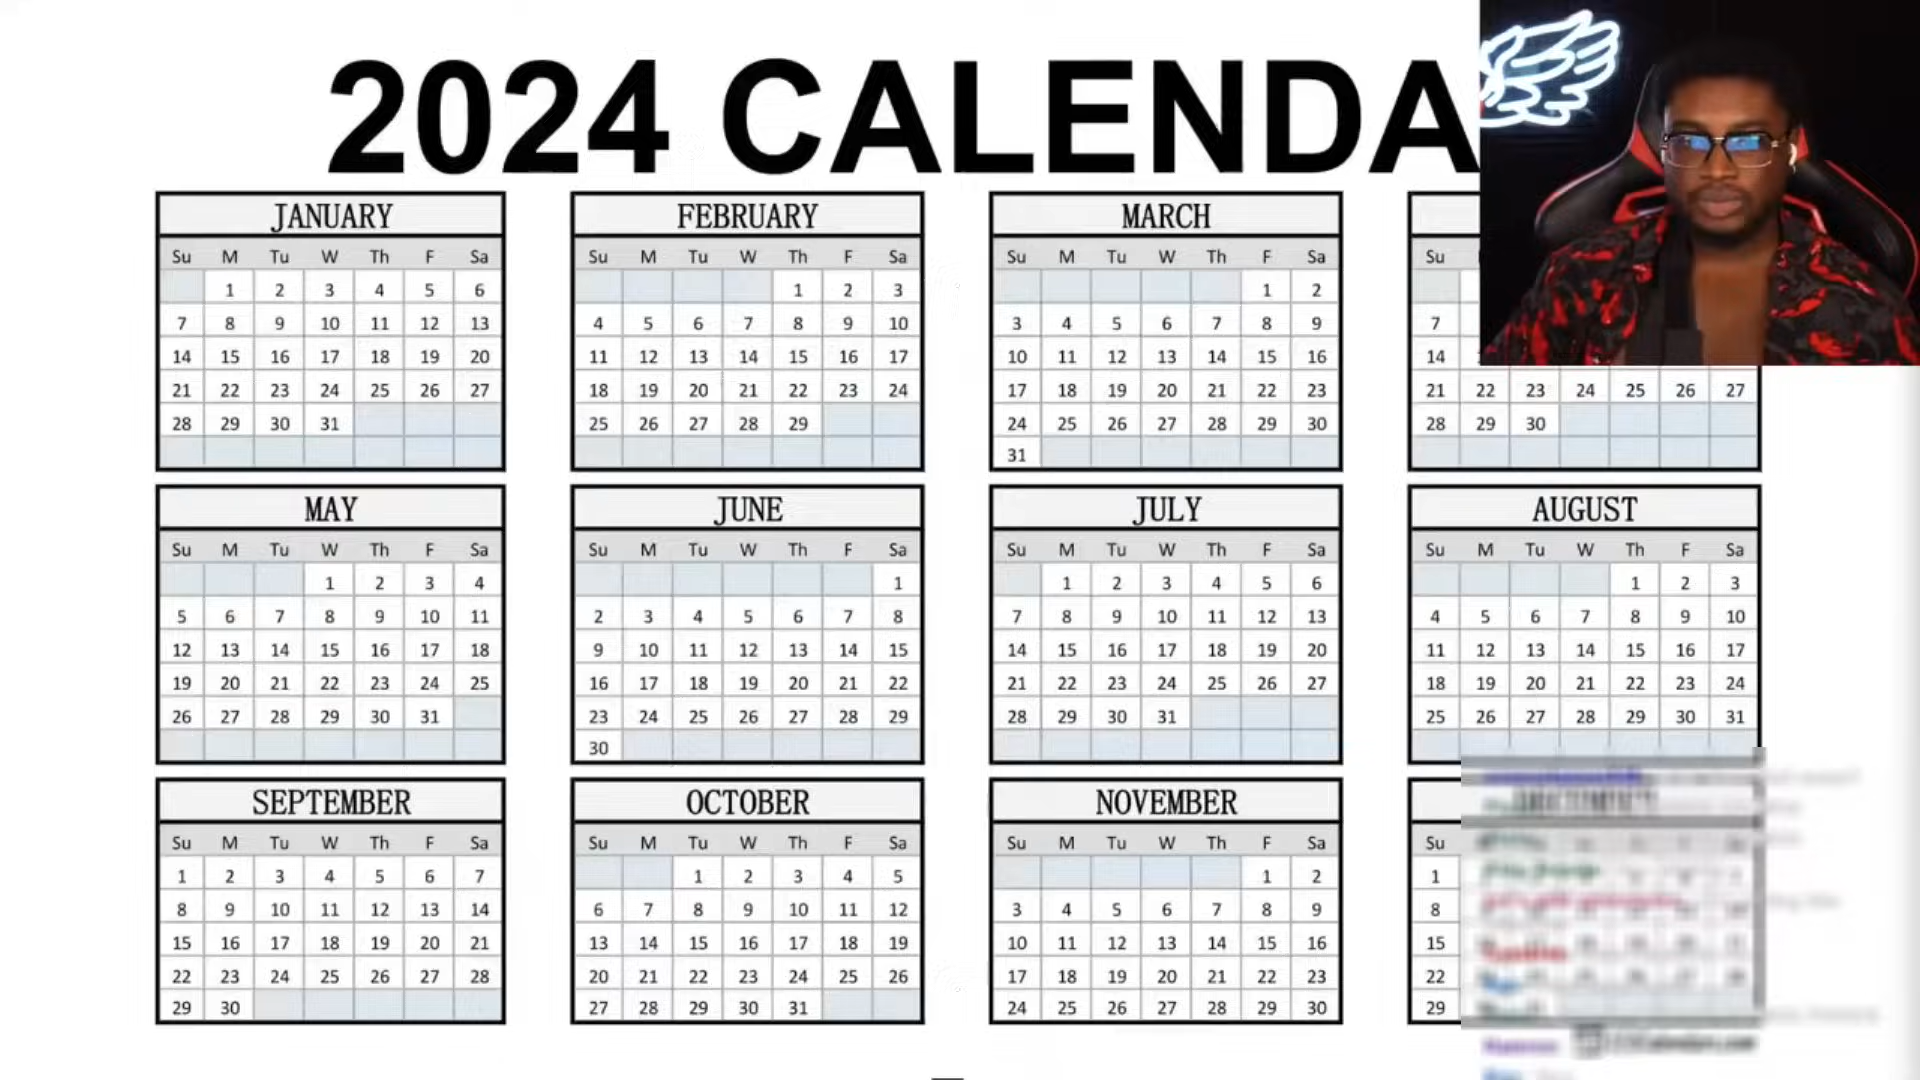 2024 CALENDA
JANUARY
Su M Tu W Th F Sa
1 2 3 4 5 6
7 8 9 10 11 12 13
14 15 16 17 18 19 20
21 22 23 24 25 26 27
28 29 30 31
FEBRUARY
Su M Tu W Th F Sa
1 2 3
4 5 6 7 8 9 10
11 12 13 14 15 16 17
18 19 20 21 22 23 24
25 26 27 28 29
MARCH
Su M Tu W Th F Sa
1 2
3 4 5 6 7 8 9
10 11 12 13 14 15 16
17 18 19 20 21 22 23
24 25 26 27 28 29 30
31
Su
7
14
21 22 23 24 25 26 27
28 29 30
MAY
Su M Tu W Th F Sa
1 2 3 4
5 6 7 8 9 10 11
12 13 14 15 16 17 18
19 20 21 22 23 24 25
26 27 28 29 30 31
JUNE
Su M Tu W Th F Sa
1
2 3 4 5 6 7 8
9 10 11 12 13 14 15
16 17 18 19 20 21 22
23 24 25 26 27 28 29
30
JULY
Su M Tu W Th F Sa
1 2 3 4 5 6
7 8 9 10 11 12 13
14 15 16 17 18 19 20
21 22 23 24 25 26 27
28 29 30 31
AUGUST
Su M Tu W Th F Sa
1 2 3
4 5 6 7 8 9 10
11 12 13 14 15 16 17
18 19 20 21 22 23 24
25 26 27 28 29 30 31
SEPTEMBER
Su M Tu W Th F Sa
1 2 3 4 5 6 7
8 9 10 11 12 13 14
15 16 17 18 19 20 21
22 23 24 25 26 27 28
29 30
OCTOBER
Su M Tu W Th F Sa
1 2 3 4 5
6 7 8 9 10 11 12
13 14 15 16 17 18 19
20 21 22 23 24 25 26
27 28 29 30 31
NOVEMBER
Su M Tu W Th F Sa
1 2
3 4 5 6 7 8 9
10 11 12 13 14 15 16
17 18 19 20 21 22 23
24 25 26 27 28 29 30
Su
1
8
15
22
29